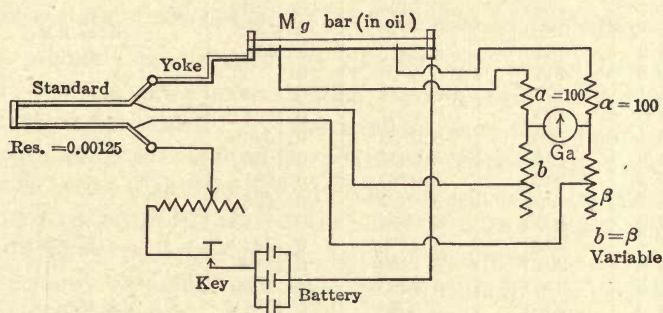 Mg bar (in oil)
Yoke
Standard
α = 100
α = 100
Res. = 0.00125
Ga
b
β
b = β
Variable
Key
Battery